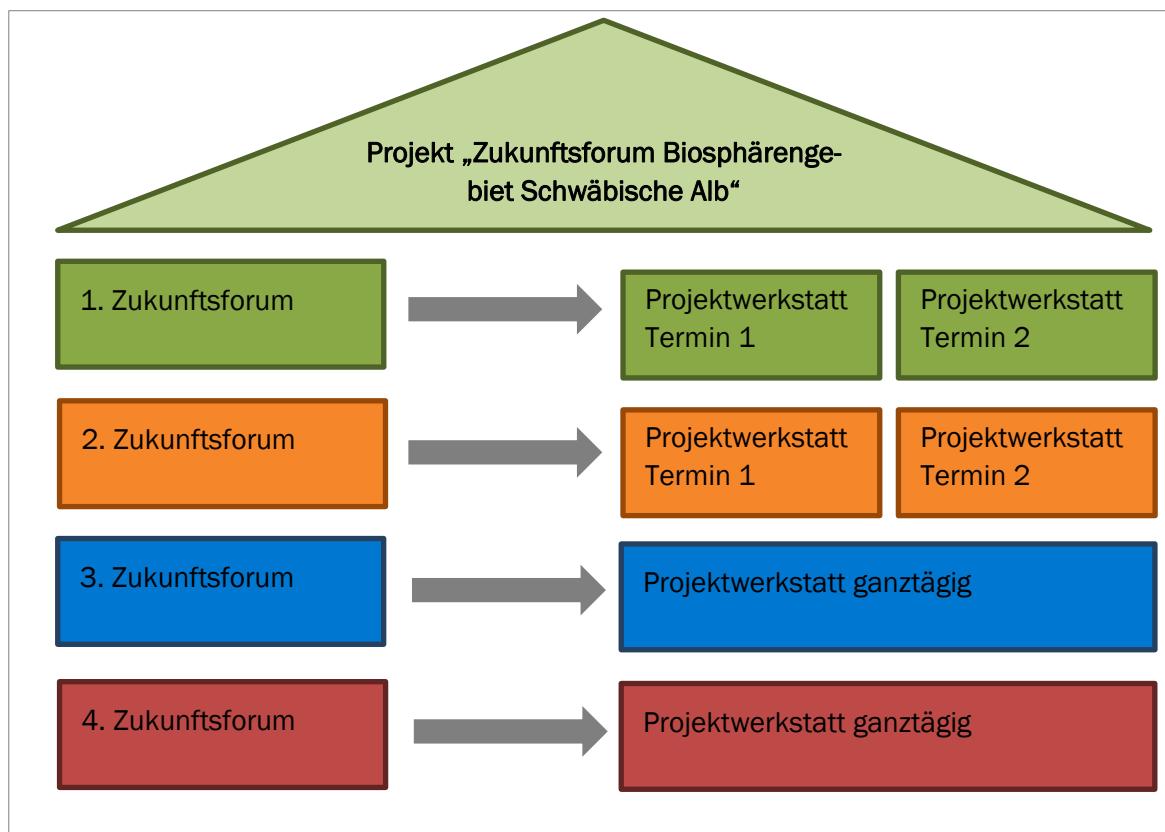 Projekt „Zukunftsforum Biosphärenge-
biet Schwäbische Alb“
1. Zukunftsforum
Projektwerkstatt
Termin 1
Projektwerkstatt
Termin 2
2. Zukunftsforum
Projektwerkstatt
Termin 1
Projektwerkstatt
Termin 2
3. Zukunftsforum
Projektwerkstatt ganztägig
4. Zukunftsforum
Projektwerkstatt ganztägig